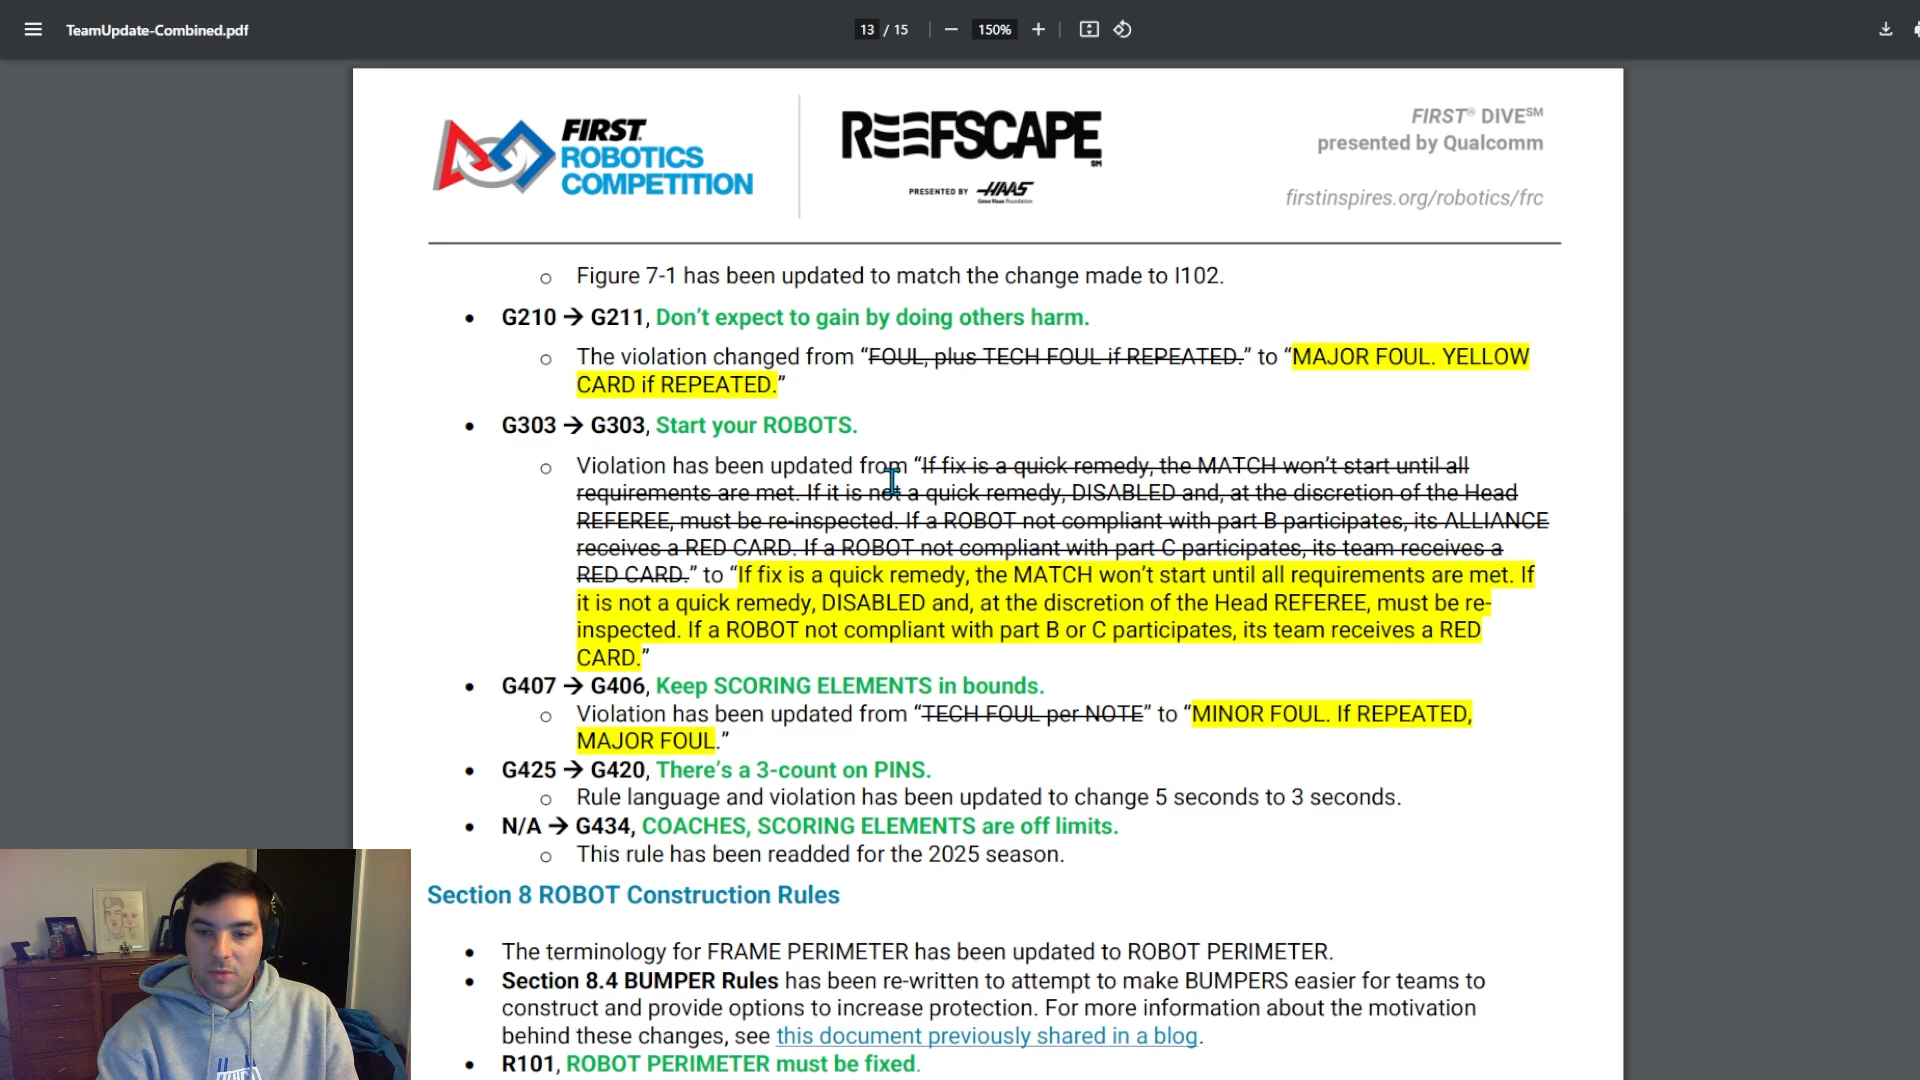 TeamUpdate-Combined.pdf
13 / 15
150%
FIRST®
ROBOTICS
COMPETITION
REEFSCAPE℠
PRESENTED BY HAAS
Gene Haas Foundation
FIRST® DIVE℠
presented by Qualcomm
firstinspires.org/robotics/frc
○ Figure 7-1 has been updated to match the change made to I102.
• G210 → G211, Don’t expect to gain by doing others harm.
○ The violation changed from “FOUL, plus TECH FOUL if REPEATED.” to “MAJOR FOUL. YELLOW
CARD if REPEATED.”
• G303 → G303, Start your ROBOTS.
○ Violation has been updated from “If fix is a quick remedy, the MATCH won’t start until all
requirements are met. If it is not a quick remedy, DISABLED and, at the discretion of the Head
REFEREE, must be re-inspected. If a ROBOT not compliant with part B participates, its ALLIANCE
receives a RED CARD. If a ROBOT not compliant with part C participates, its team receives a
RED CARD.” to “If fix is a quick remedy, the MATCH won’t start until all requirements are met. If
it is not a quick remedy, DISABLED and, at the discretion of the Head REFEREE, must be re-
inspected. If a ROBOT not compliant with part B or C participates, its team receives a RED
CARD.”
• G407 → G406, Keep SCORING ELEMENTS in bounds.
○ Violation has been updated from “TECH FOUL per NOTE” to “MINOR FOUL. If REPEATED,
MAJOR FOUL.”
• G425 → G420, There’s a 3-count on PINS.
○ Rule language and violation has been updated to change 5 seconds to 3 seconds.
• N/A → G434, COACHES, SCORING ELEMENTS are off limits.
○ This rule has been readded for the 2025 season.
Section 8 ROBOT Construction Rules
• The terminology for FRAME PERIMETER has been updated to ROBOT PERIMETER.
• Section 8.4 BUMPER Rules has been re-written to attempt to make BUMPERS easier for teams to
construct and provide options to increase protection. For more information about the motivation
behind these changes, see this document previously shared in a blog.
• R101, ROBOT PERIMETER must be fixed.